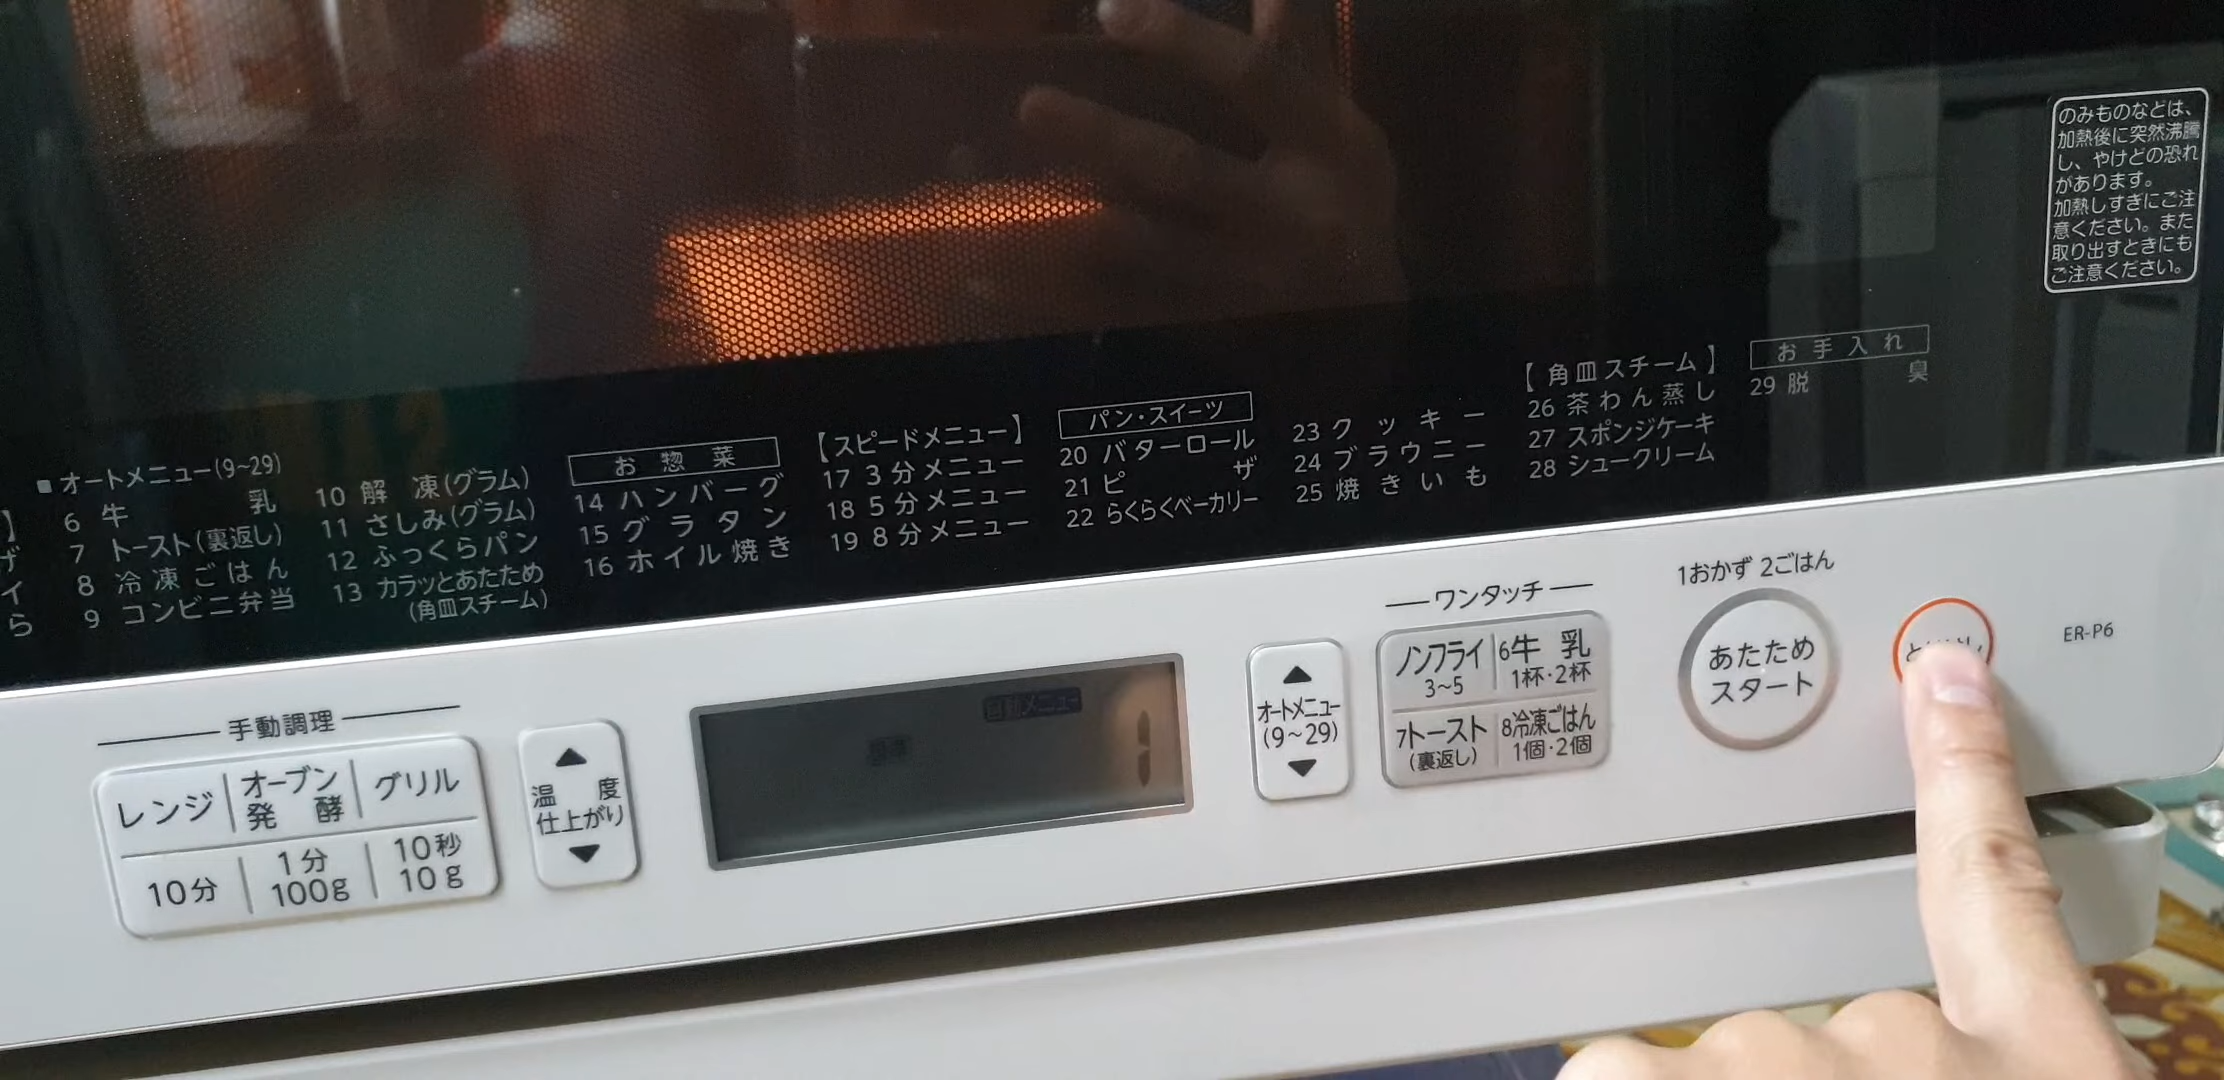 のみものなどは、
加熱後に突然沸騰
し、やけどの恐れ
があります。
加熱しすぎにご注
意ください。また
取り出すときにも
ご注意ください。
■オートメニュー(9~29)
6 牛乳
7 トースト(裏返し)
8 冷凍ごはん
9 コンビニ弁当
10 解凍(グラム)
11 さしみ(グラム)
12 ふっくらパン
13 カラッとあたため
(角皿スチーム)
お惣菜
14 ハンバーグ
15 グラタン
16 ホイル焼き
【スピードメニュー】
17 3分メニュー
18 5分メニュー
19 8分メニュー
パン・スイーツ
20 バターロール
21 ピザ
22 らくらくベーカリー
23 クッキー
24 ブラウニー
25 焼きいも
【角皿スチーム】
26 茶わん蒸し
27 スポンジケーキ
28 シュークリーム
お手入れ
29 脱臭
手動調理
レンジ
オーブン
発酵
グリル
10分
1分
100g
10秒
10g
温度
仕上がり
自動メニュー
1
オートメニュー
(9~29)
ワンタッチ
ノンフライ
3~5
6牛乳
1杯・2杯
7トースト
(裏返し)
8冷凍ごはん
1個・2個
1おかず 2ごはん
あたため
スタート
ER-P6